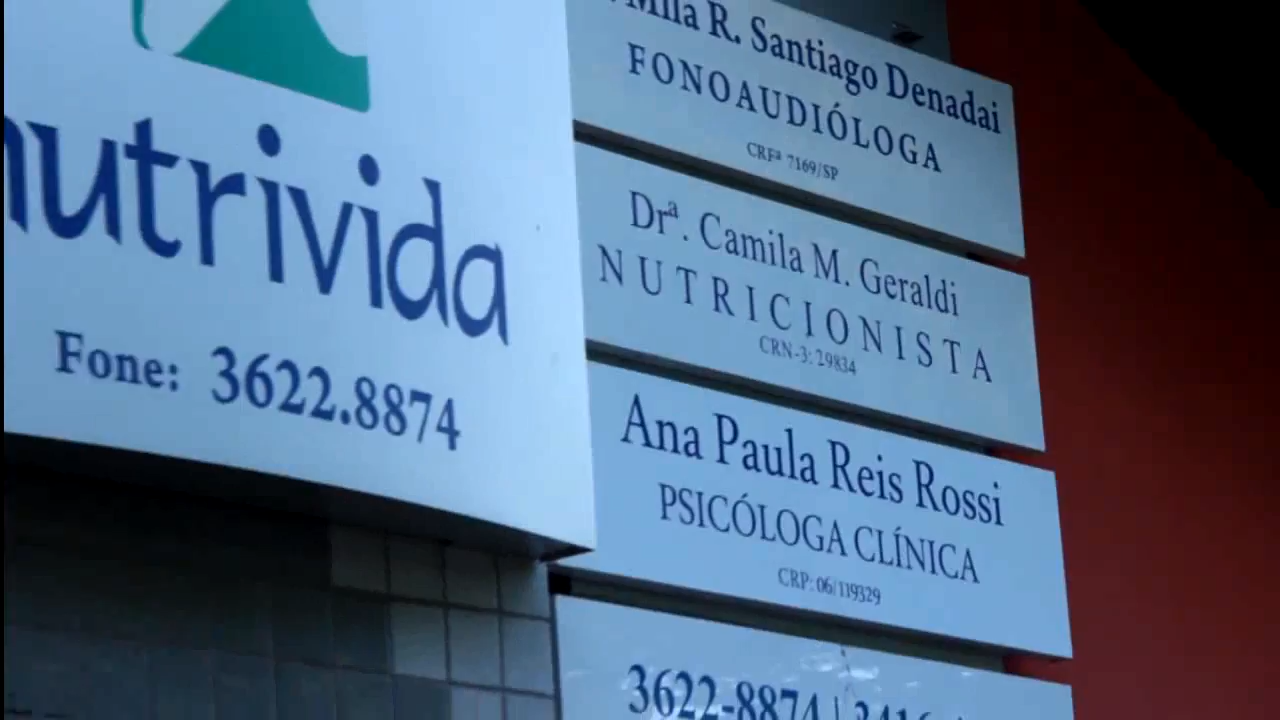 nutrivida
Fone: 3622.8874
R. Santiago Denadai
FONOAUDIÓLOGA
CRFª 7169/SP
Drª. Camila M. Geraldi
NUTRICIONISTA
CRN-3: 29834
Ana Paula Reis Rossi
PSICÓLOGA CLÍNICA
CRP: 06/119329
3622-8874 |